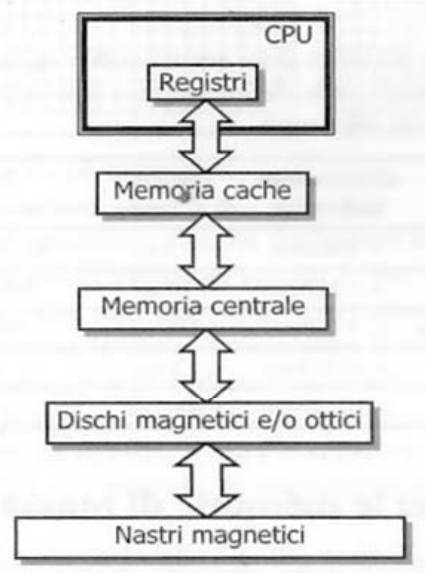 CPU
Registri
Memoria cache
Memoria centrale
Dischi magnetici e/o ottici
Nastri magnetici